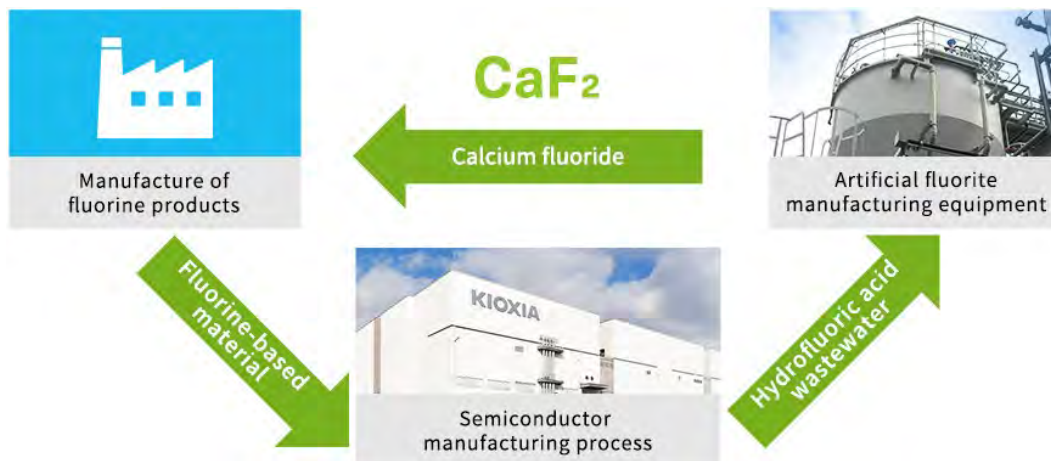 CaF₂
Calcium fluoride
Manufacture of
fluorine products
Artificial fluorite
manufacturing equipment
Fluorine-based
material
KIOXIA
Semiconductor
manufacturing process
Hydrofluoric acid
wastewater